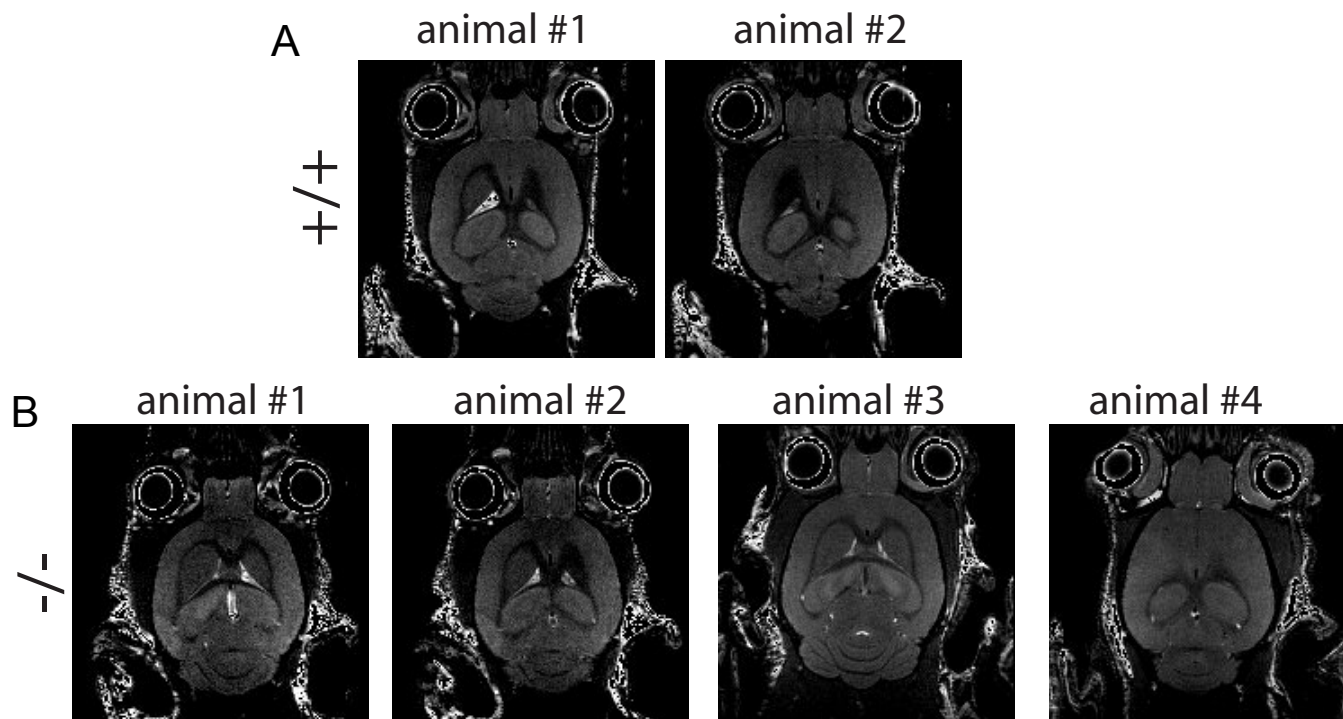 A
animal #1
animal #2
+/+
B
animal #1
animal #2
animal #3
animal #4
-/-